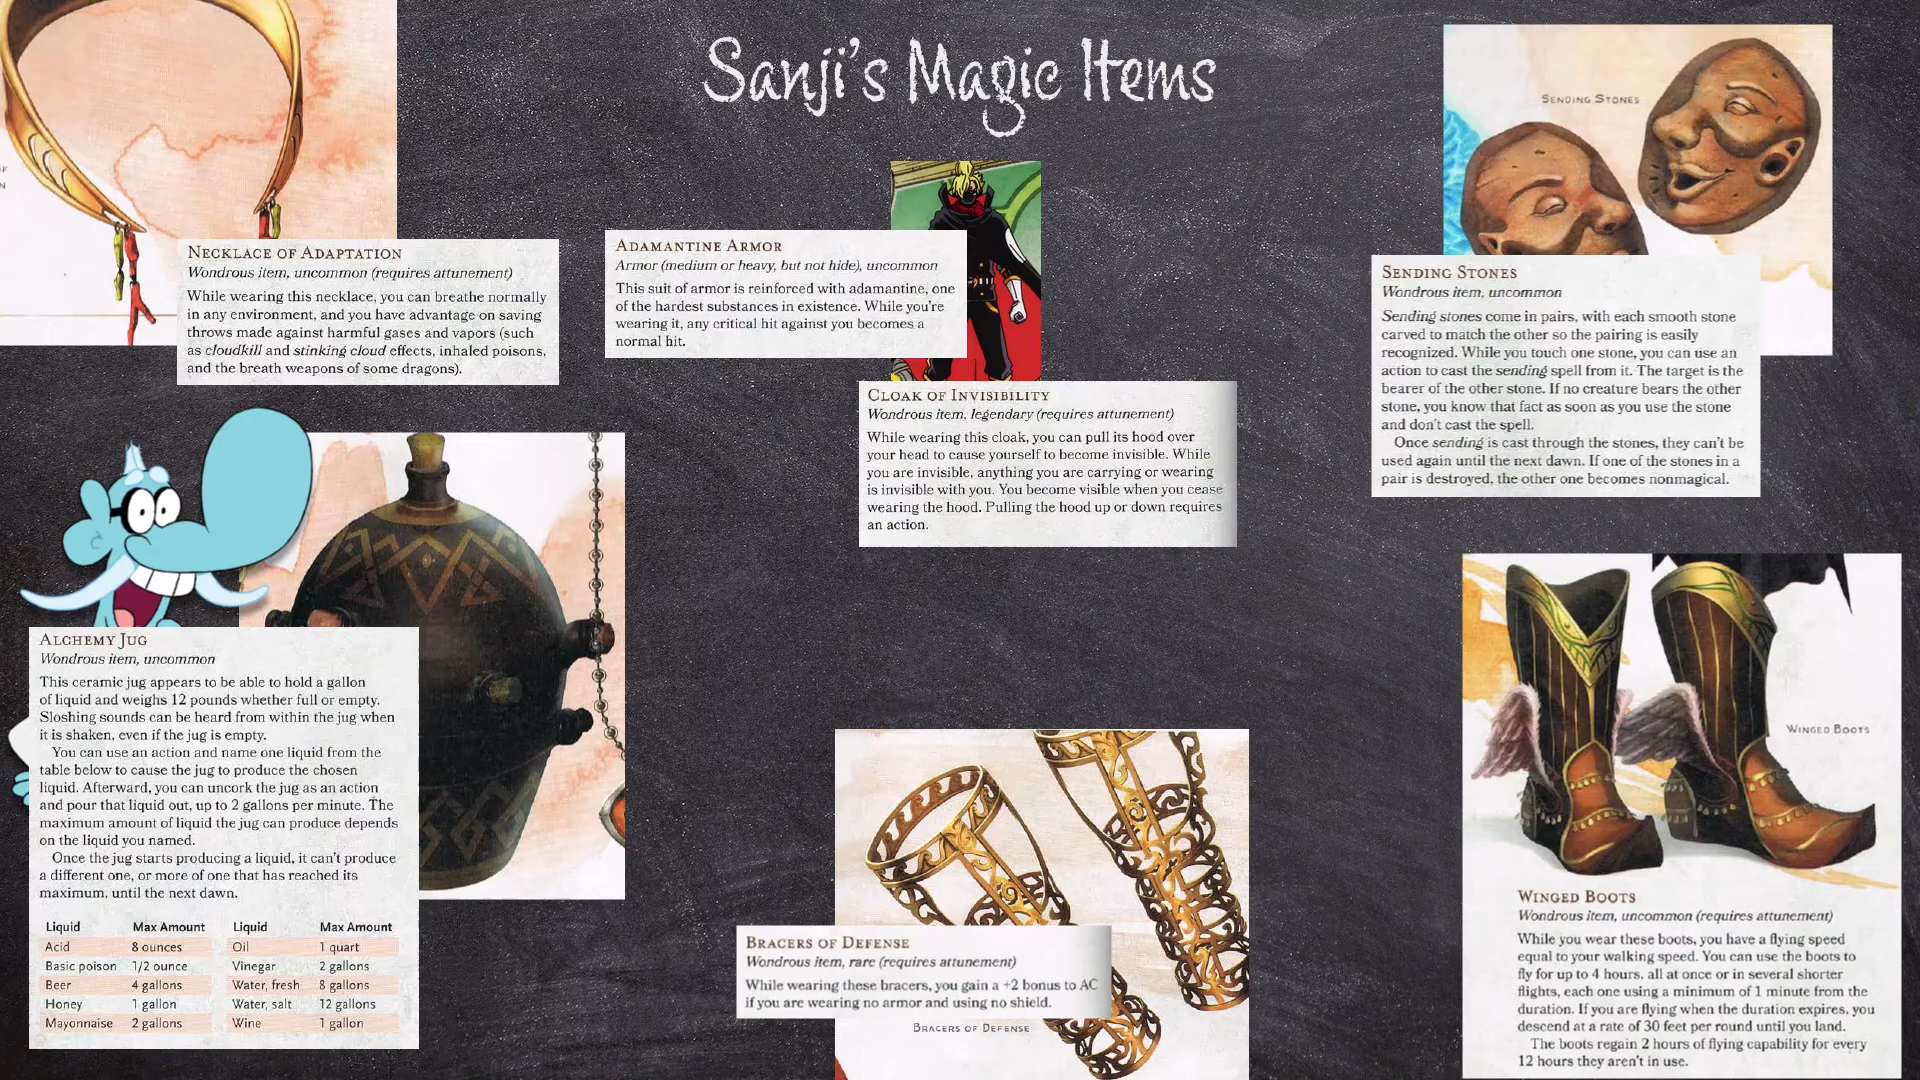 Sanji's Magic Items
NECKLACE OF ADAPTATION
Wondrous item, uncommon (requires attunement)
While wearing this necklace, you can breathe normally
in any environment, and you have advantage on saving
throws made against harmful gases and vapors (such
as cloudkill and stinking cloud effects, inhaled poisons,
and the breath weapons of some dragons).
ADAMANTINE ARMOR
Armor (medium or heavy, but not hide), uncommon
This suit of armor is reinforced with adamantine, one
of the hardest substances in existence. While you're
wearing it, any critical hit against you becomes a
normal hit.
CLOAK OF INVISIBILITY
Wondrous item, legendary (requires attunement)
While wearing this cloak, you can pull its hood over
your head to cause yourself to become invisible. While
you are invisible, anything you are carrying or wearing
is invisible with you. You become visible when you cease
wearing the hood. Pulling the hood up or down requires
an action.
SENDING STONES
SENDING STONES
Wondrous item, uncommon
Sending stones come in pairs, with each smooth stone
carved to match the other so the pairing is easily
recognized. While you touch one stone, you can use an
action to cast the sending spell from it. The target is the
bearer of the other stone. If no creature bears the other
stone, you know that fact as soon as you use the stone
and don't cast the spell.
Once sending is cast through the stones, they can't be
used again until the next dawn. If one of the stones in a
pair is destroyed, the other one becomes nonmagical.
ALCHEMY JUG
Wondrous item, uncommon
This ceramic jug appears to be able to hold a gallon
of liquid and weighs 12 pounds whether full or empty.
Sloshing sounds can be heard from within the jug when
it is shaken, even if the jug is empty.
You can use an action and name one liquid from the
table below to cause the jug to produce the chosen
liquid. Afterward, you can uncork the jug as an action
and pour that liquid out, up to 2 gallons per minute. The
maximum amount of liquid the jug can produce depends
on the liquid you named.
Once the jug starts producing a liquid, it can't produce
a different one, or more of one that has reached its
maximum, until the next dawn.
Liquid Max Amount Liquid Max Amount
Acid 8 ounces Oil 1 quart
Basic poison 1/2 ounce Vinegar 2 gallons
Beer 4 gallons Water, fresh 8 gallons
Honey 1 gallon Water, salt 12 gallons
Mayonnaise 2 gallons Wine 1 gallon
BRACERS OF DEFENSE
Wondrous item, rare (requires attunement)
While wearing these bracers, you gain a +2 bonus to AC
if you are wearing no armor and using no shield.
BRACERS OF DEFENSE
WINGED BOOTS
WINGED BOOTS
Wondrous item, uncommon (requires attunement)
While you wear these boots, you have a flying speed
equal to your walking speed. You can use the boots to
fly for up to 4 hours, all at once or in several shorter
flights, each one using a minimum of 1 minute from the
duration. If you are flying when the duration expires, you
descend at a rate of 30 feet per round until you land.
The boots regain 2 hours of flying capability for every
12 hours they aren't in use.